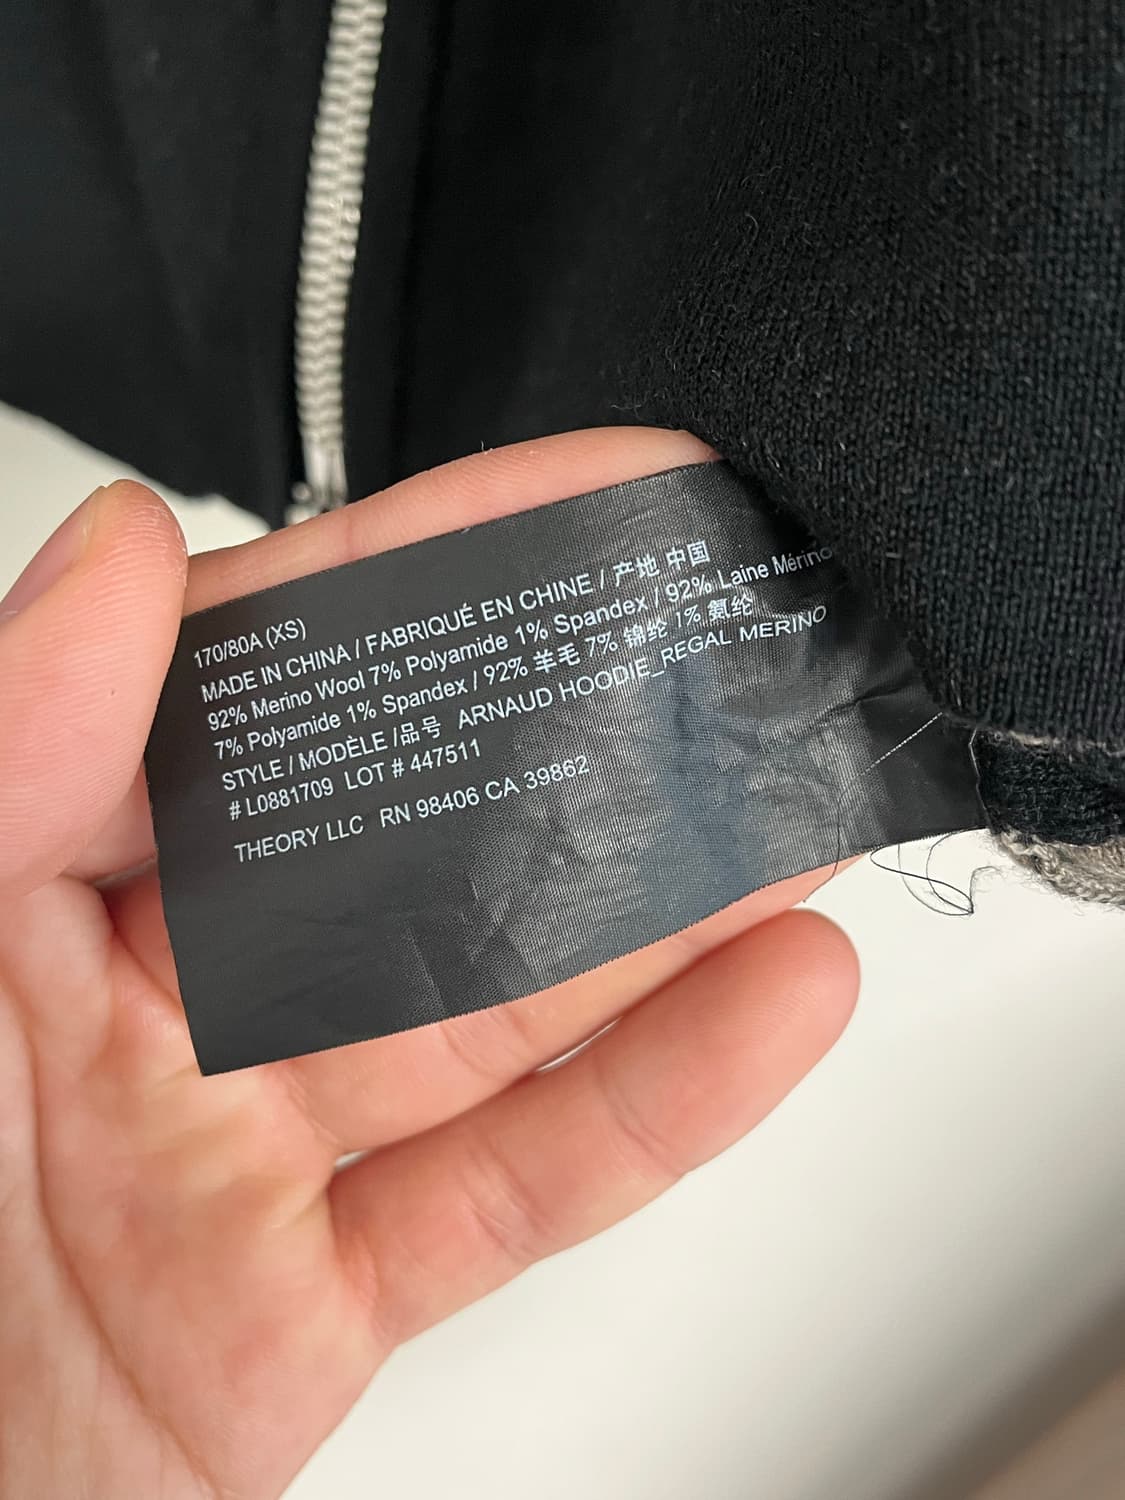 170/80A (XS)
MADE IN CHINA / FABRIQUÉ EN CHINE / 产地 中国
92% Merino Wool 7% Polyamide 1% Spandex / 92% Laine Mérino
7% Polyamide 1% Spandex / 92% 羊毛 7% 锦纶 1% 氨纶
STYLE / MODÈLE /品号 ARNAUD HOODIE_REGAL MERINO
# L0881709 LOT # 447511
THEORY LLC RN 98406 CA 39862